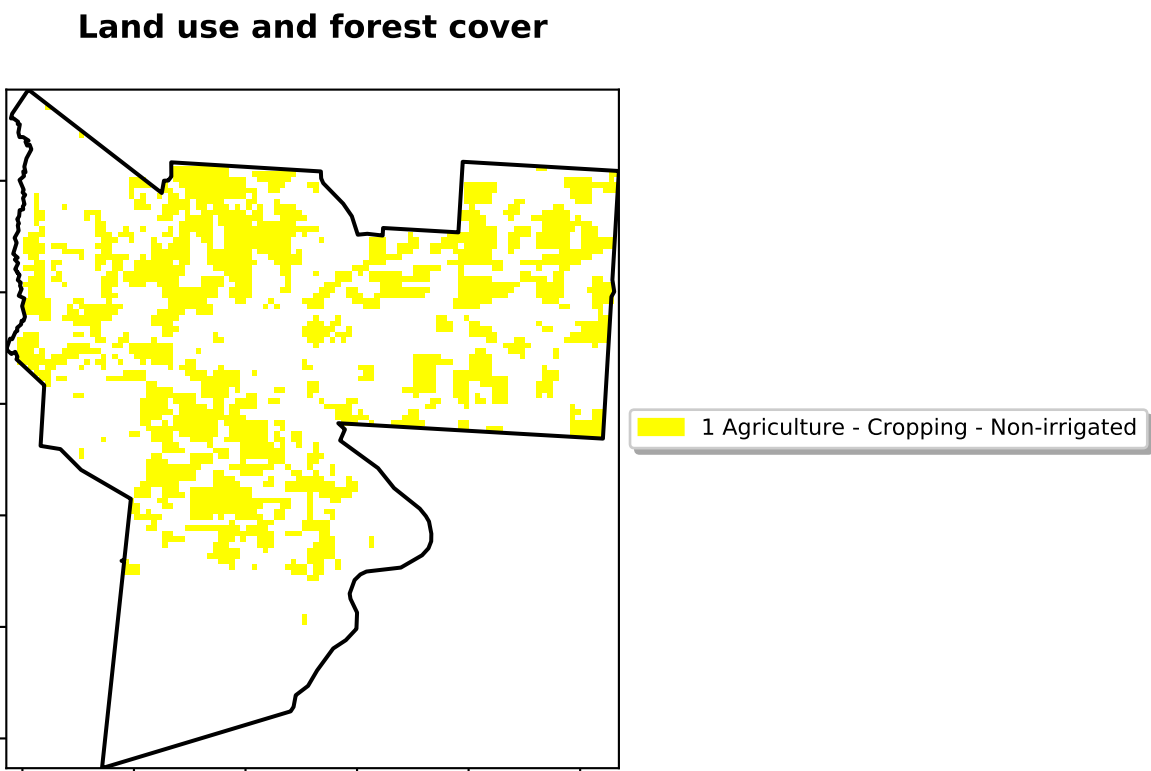 Land use and forest cover
1 Agriculture - Cropping - Non-irrigated